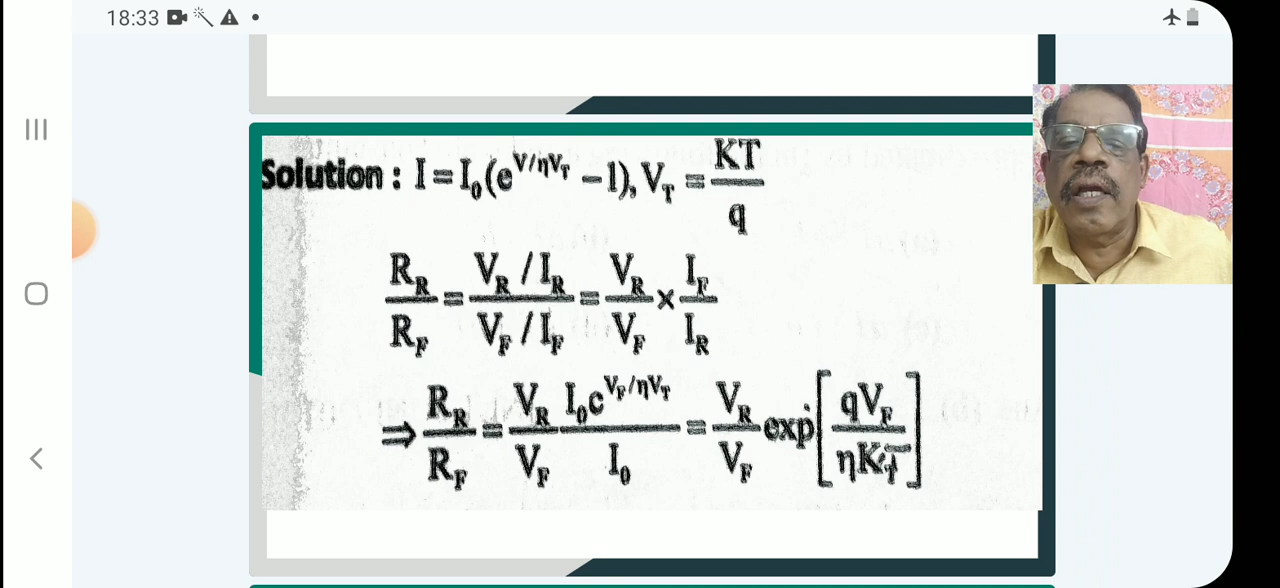 18:33
Solution : I = I₀(e^(V/ηV_T) − 1), V_T = KT/q
R_R/R_F = (V_R / I_R)/(V_F / I_F) = V_R/V_F × I_F/I_R
⇒ R_R/R_F = V_R/V_F I₀e^(V_F/ηV_T)/I₀ = V_R/V_F exp[qV_F/ηKT]